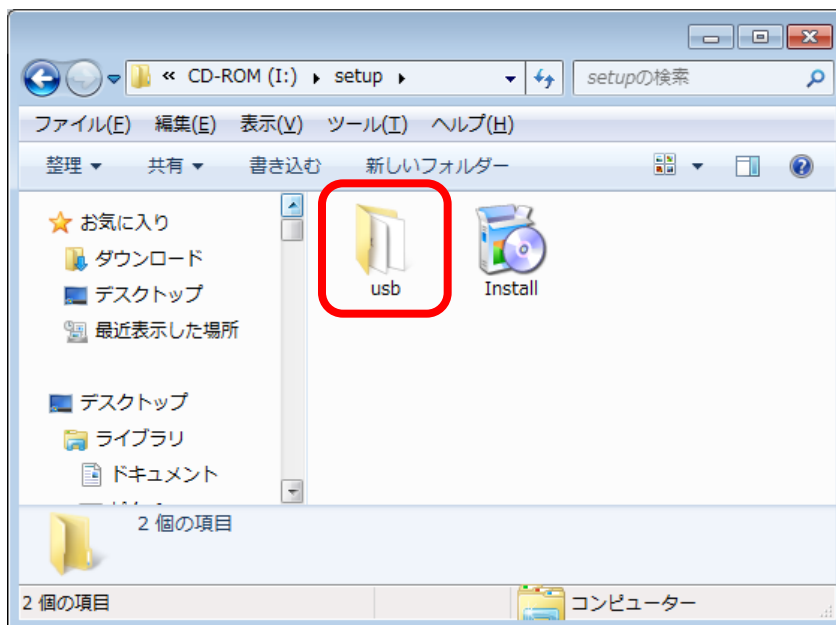 « CD-ROM (I:) ▸ setup ▸
setupの検索
ファイル(F) 編集(E) 表示(V) ツール(T) ヘルプ(H)
整理 ▼ 共有 ▼ 書き込む 新しいフォルダー
お気に入り
ダウンロード
デスクトップ
最近表示した場所
デスクトップ
ライブラリ
ドキュメント
usb
Install
2 個の項目
2 個の項目
コンピューター